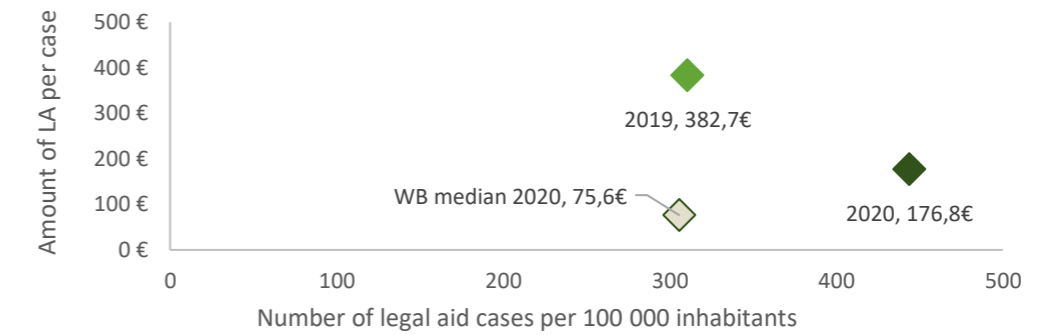 Amount of LA per case
500 €
400 €
300 €
200 €
100 €
0 €
2019, 382,7€
WB median 2020, 75,6€
2020, 176,8€
0 100 200 300 400 500
Number of legal aid cases per 100 000 inhabitants